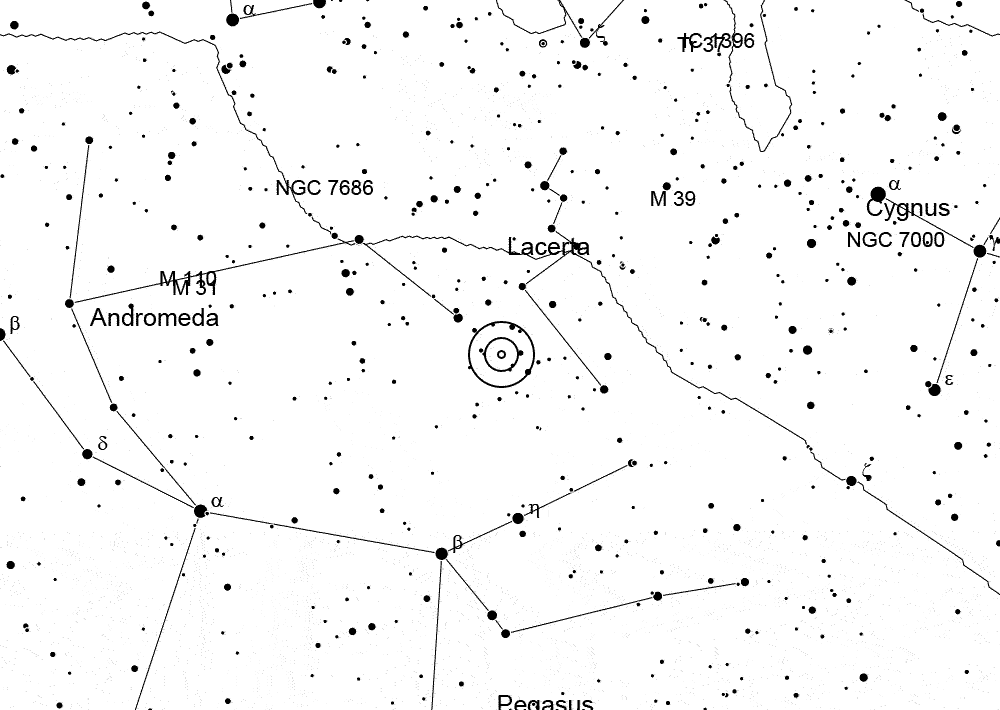 α
ζ
IC 1396
Tr 37
NGC 7686
M 39
α
Cygnus
NGC 7000
γ
Lacerta
M 110
M 31
Andromeda
β
ε
δ
ζ
α
η
β
Pegasus